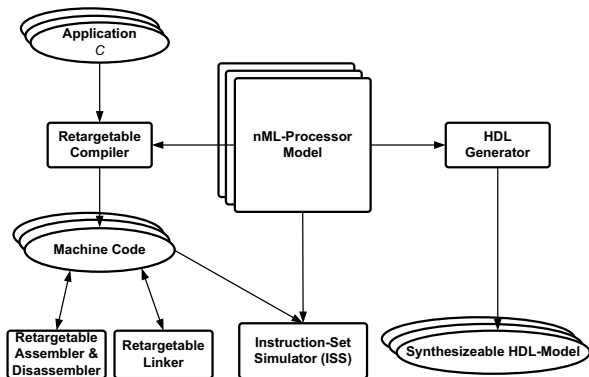 Application
C
Retargetable
Compiler
nML-Processor
Model
HDL
Generator
Machine Code
Retargetable
Assembler &
Disassembler
Retargetable
Linker
Instruction-Set
Simulator (ISS)
Synthesizeable HDL-Model